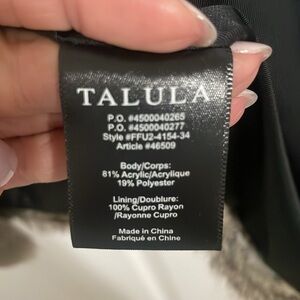 TALULA
P.O. #4500040265
P.O. #4500040277
Style #FFU2-4154-34
Article #46509
Body/Corps:
81% Acrylic/Acrylique
19% Polyester
Lining/Doublure:
100% Cupro Rayon
/Rayonne Cupro
Made in China
Fabriqué en Chine